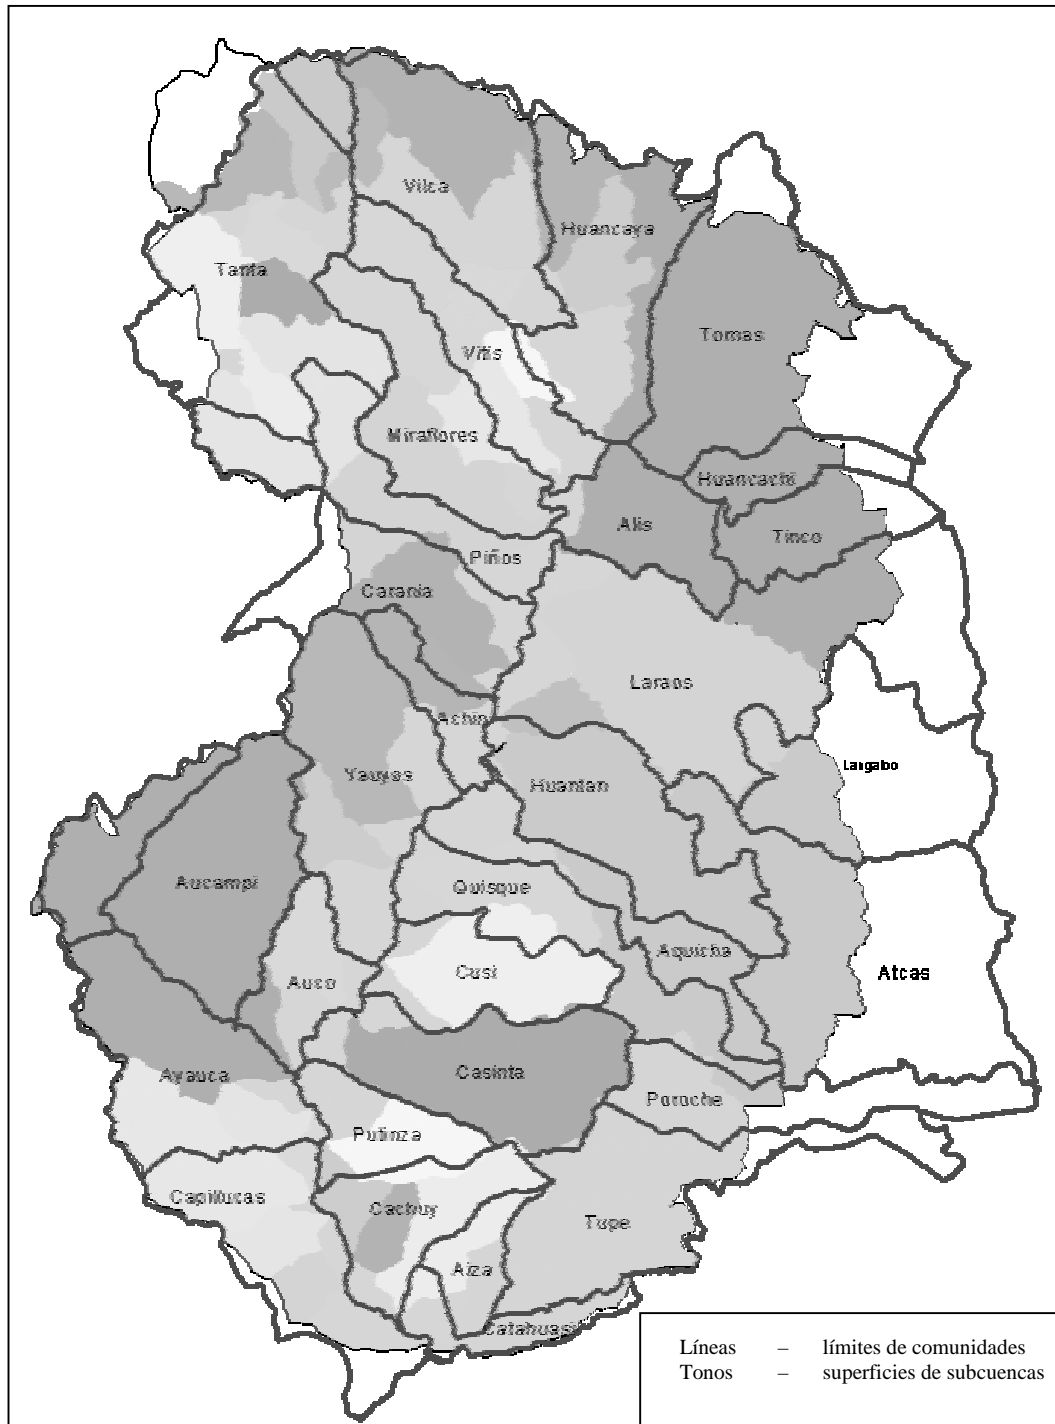 Vilca
Huancaya
Tanta
Tomas
Vitis
Miraflores
Huancachi
Alis
Tinco
Piños
Carania
Laraos
Achin
Langabo
Yauyos
Huantan
Aucampi
Quisque
Aquicha
Cusi
Atcas
Auco
Ayauca
Casinta
Poroche
Putinza
Capillucas
Cachuy
Tupe
Aiza
Catahuasi
Líneas – límites de comunidades
Tonos – superficies de subcuencas